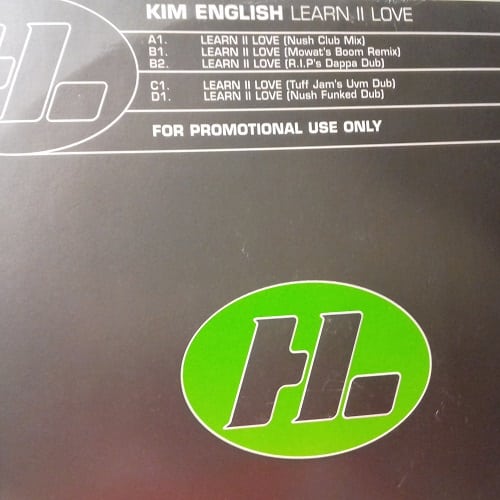 KIM ENGLISH LEARN II LOVE
A1. LEARN II LOVE (Nush Club Mix)
B1. LEARN II LOVE (Mowat's Boom Remix)
B2. LEARN II LOVE (R.I.P's Dappa Dub)
C1. LEARN II LOVE (Tuff Jam's Uvm Dub)
D1. LEARN II LOVE (Nush Funked Dub)
FOR PROMOTIONAL USE ONLY
HL.
HL.